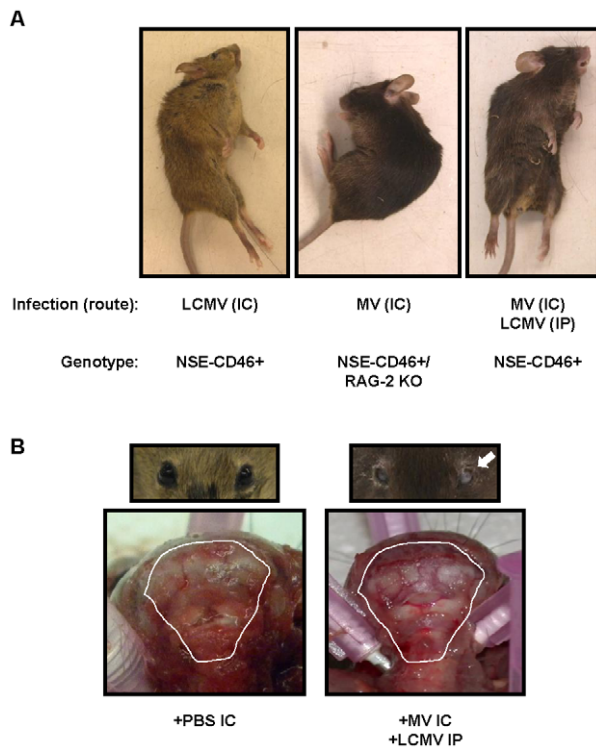 A
Infection (route):
LCMV (IC)
MV (IC)
MV (IC)
LCMV (IP)
Genotype:
NSE-CD46+
NSE-CD46+/
RAG-2 KO
NSE-CD46+
B
+PBS IC
+MV IC
+LCMV IP